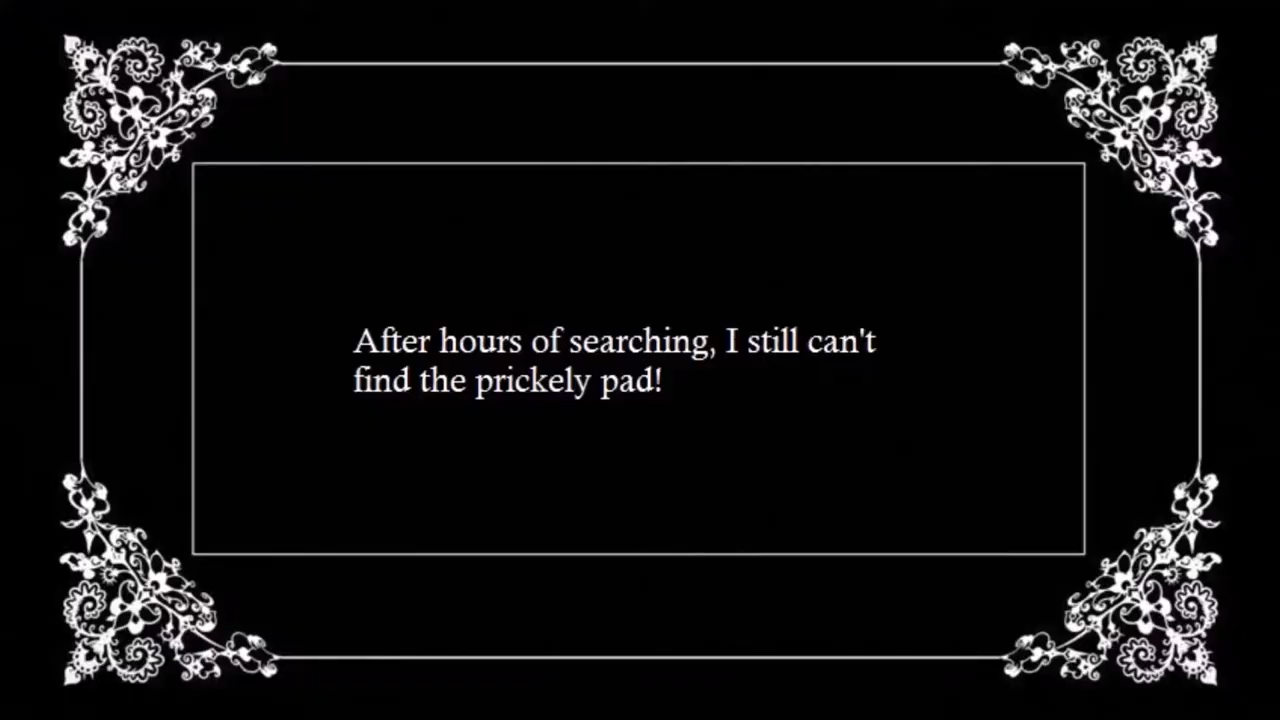 After hours of searching, I still can't
find the prickely pad!